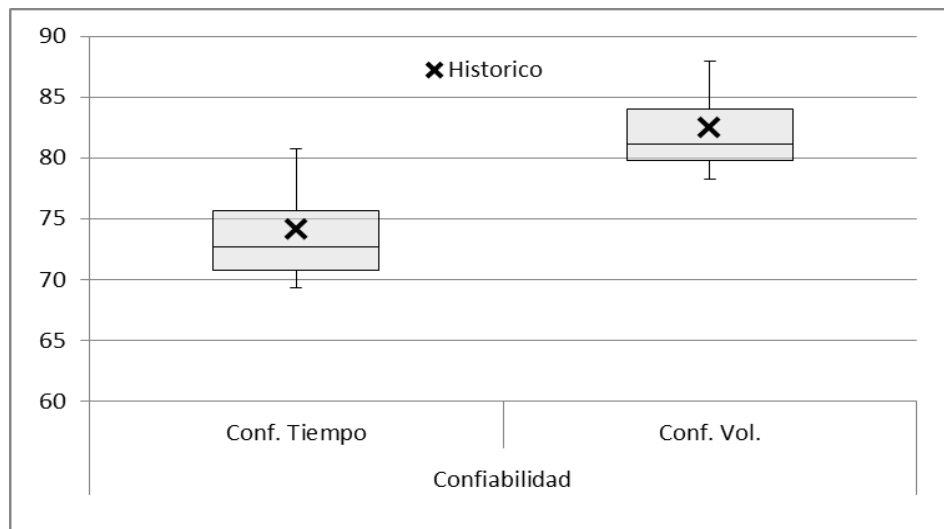 90
Historico
85
80
75
70
65
60
Conf. Tiempo
Conf. Vol.
Confiabilidad